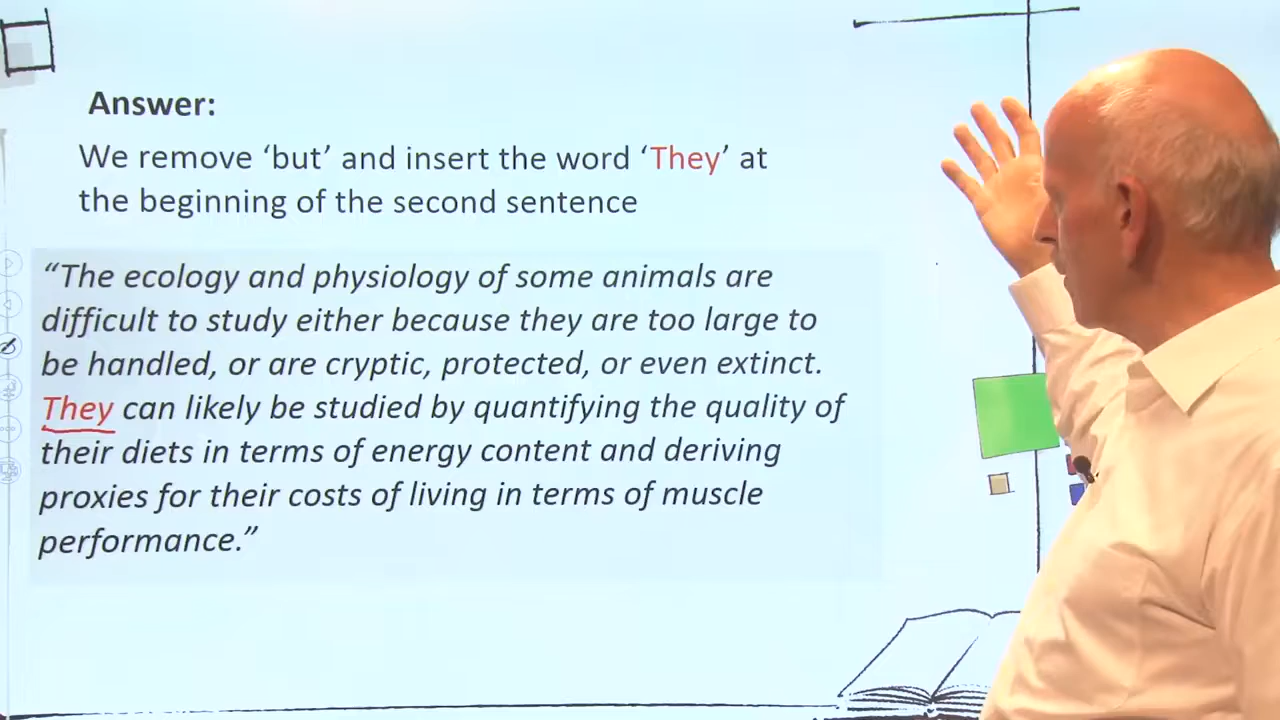 Answer:
We remove ‘but’ and insert the word ‘They’ at
the beginning of the second sentence
“The ecology and physiology of some animals are
difficult to study either because they are too large to
be handled, or are cryptic, protected, or even extinct.
They can likely be studied by quantifying the quality of
their diets in terms of energy content and deriving
proxies for their costs of living in terms of muscle
performance.”